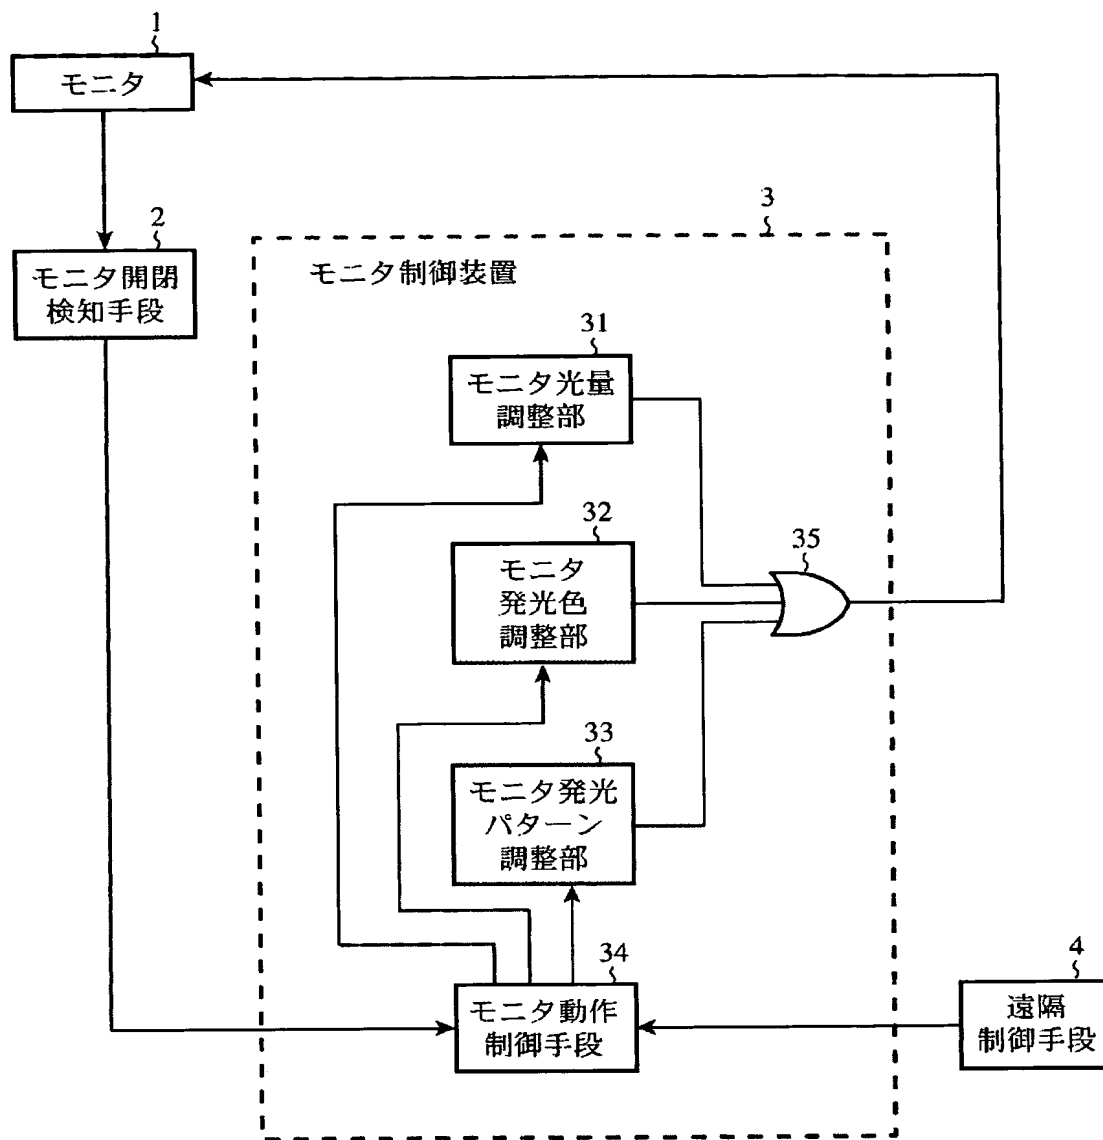 1
モニタ
2
モニタ開閉
検知手段
3
モニタ制御装置
31
モニタ光量
調整部
32
モニタ
発光色
調整部
35
33
モニタ発光
パターン
調整部
34
モニタ動作
制御手段
4
遠隔
制御手段